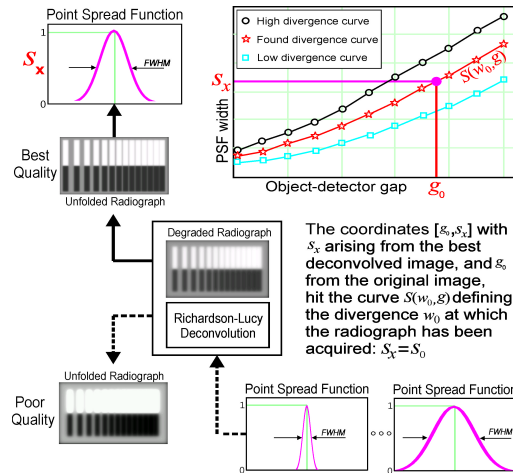 Point Spread Function
S x
1
FWHM
0
Best
Quality
Unfolded Radiograph
High divergence curve
Found divergence curve
Low divergence curve
S(w₀,g)
Sx
PSF width
Object-detector gap
g₀
Degraded Radiograph
Richardson-Lucy
Deconvolution
The coordinates [g₀,sx] with
sx arising from the best
deconvolved image, and g₀
from the original image,
hit the curve S(w₀,g) defining
the divergence w₀ at which
the radiograph has been
acquired: Sx=S₀
Unfolded Radiograph
Poor
Quality
Point Spread Function
1
FWHM
0
Point Spread Function
1
FWHM
0